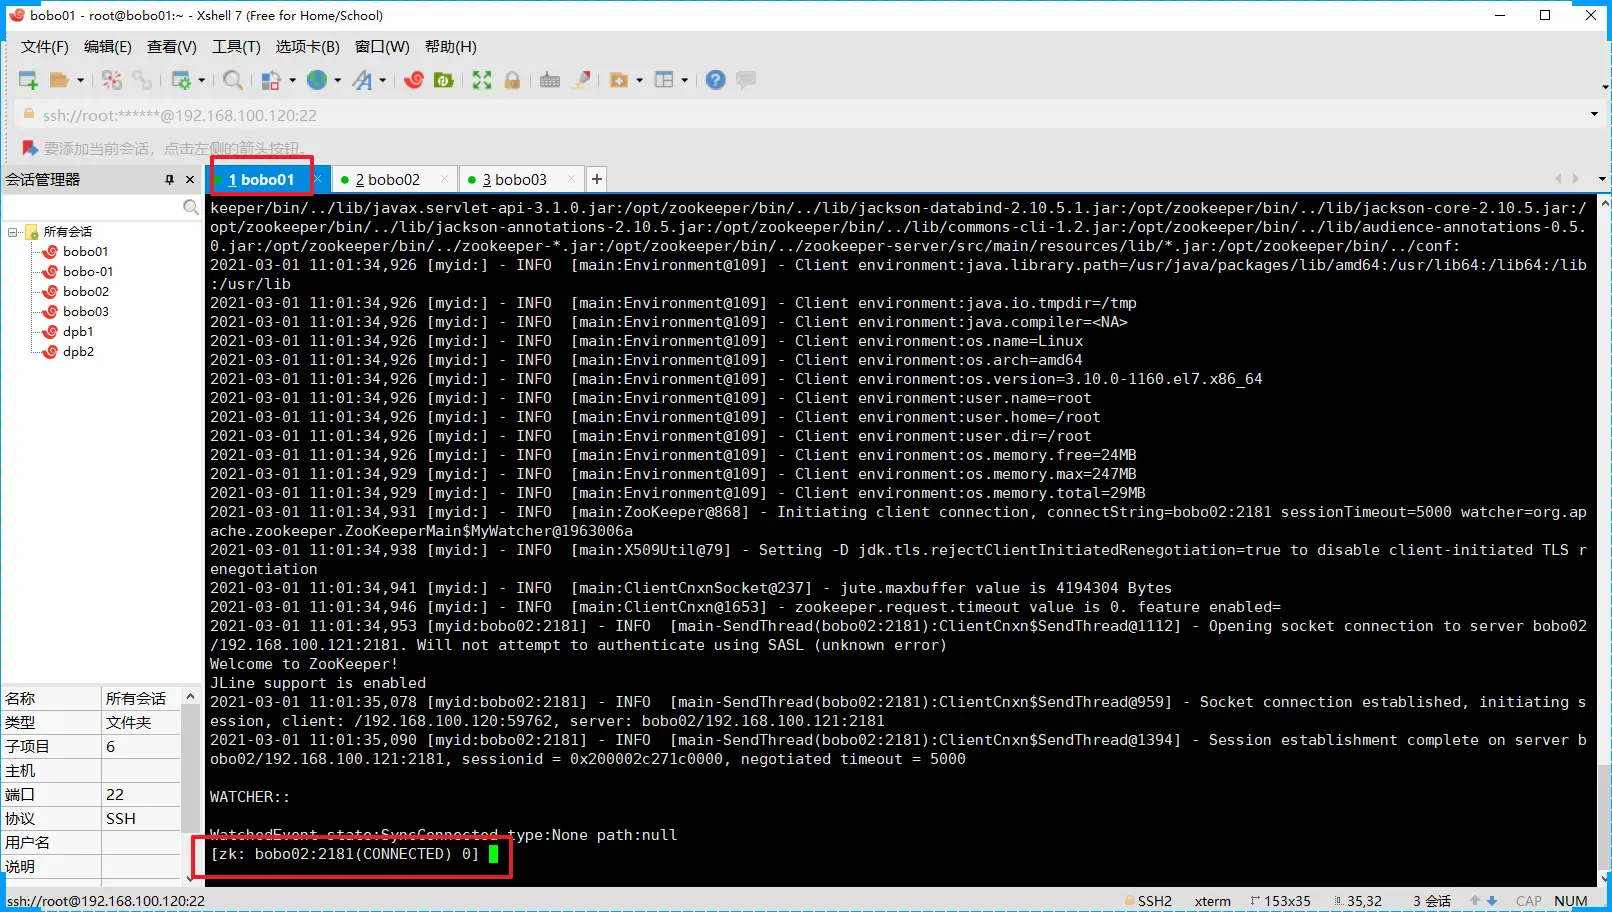 bobo01 - root@bobo01:~ - Xshell 7 (Free for Home/School)
文件(F) 编辑(E) 查看(V) 工具(T) 选项卡(B) 窗口(W) 帮助(H)
ssh://root:******@192.168.100.120:22
要添加当前会话，点击左侧的箭头按钮。
会话管理器
1 bobo01 2 bobo02 3 bobo03 +
所有会话
bobo01
bobo-01
bobo02
bobo03
dpb1
dpb2
名称 所有会话
类型 文件夹
子项目 6
主机
端口 22
协议 SSH
用户名
说明
keeper/bin/../lib/javax.servlet-api-3.1.0.jar:/opt/zookeeper/bin/../lib/jackson-databind-2.10.5.1.jar:/opt/zookeeper/bin/../lib/jackson-core-2.10.5.jar:/
opt/zookeeper/bin/../lib/jackson-annotations-2.10.5.jar:/opt/zookeeper/bin/../lib/commons-cli-1.2.jar:/opt/zookeeper/bin/../lib/audience-annotations-0.5.
0.jar:/opt/zookeeper/bin/../zookeeper-*.jar:/opt/zookeeper/bin/../zookeeper-server/src/main/resources/lib/*.jar:/opt/zookeeper/bin/../conf:
2021-03-01 11:01:34,926 [myid:] - INFO  [main:Environment@109] - Client environment:java.library.path=/usr/java/packages/lib/amd64:/usr/lib64:/lib64:/lib
:/usr/lib
2021-03-01 11:01:34,926 [myid:] - INFO  [main:Environment@109] - Client environment:java.io.tmpdir=/tmp
2021-03-01 11:01:34,926 [myid:] - INFO  [main:Environment@109] - Client environment:java.compiler=<NA>
2021-03-01 11:01:34,926 [myid:] - INFO  [main:Environment@109] - Client environment:os.name=Linux
2021-03-01 11:01:34,926 [myid:] - INFO  [main:Environment@109] - Client environment:os.arch=amd64
2021-03-01 11:01:34,926 [myid:] - INFO  [main:Environment@109] - Client environment:os.version=3.10.0-1160.el7.x86_64
2021-03-01 11:01:34,926 [myid:] - INFO  [main:Environment@109] - Client environment:user.name=root
2021-03-01 11:01:34,926 [myid:] - INFO  [main:Environment@109] - Client environment:user.home=/root
2021-03-01 11:01:34,926 [myid:] - INFO  [main:Environment@109] - Client environment:user.dir=/root
2021-03-01 11:01:34,926 [myid:] - INFO  [main:Environment@109] - Client environment:os.memory.free=24MB
2021-03-01 11:01:34,929 [myid:] - INFO  [main:Environment@109] - Client environment:os.memory.max=247MB
2021-03-01 11:01:34,929 [myid:] - INFO  [main:Environment@109] - Client environment:os.memory.total=29MB
2021-03-01 11:01:34,931 [myid:] - INFO  [main:ZooKeeper@868] - Initiating client connection, connectString=bobo02:2181 sessionTimeout=5000 watcher=org.ap
ache.zookeeper.ZooKeeperMain$MyWatcher@1963006a
2021-03-01 11:01:34,938 [myid:] - INFO  [main:X509Util@79] - Setting -D jdk.tls.rejectClientInitiatedRenegotiation=true to disable client-initiated TLS r
enegotiation
2021-03-01 11:01:34,941 [myid:] - INFO  [main:ClientCnxnSocket@237] - jute.maxbuffer value is 4194304 Bytes
2021-03-01 11:01:34,946 [myid:] - INFO  [main:ClientCnxn@1653] - zookeeper.request.timeout value is 0. feature enabled=
2021-03-01 11:01:34,953 [myid:bobo02:2181] - INFO  [main-SendThread(bobo02:2181):ClientCnxn$SendThread@1112] - Opening socket connection to server bobo02
/192.168.100.121:2181. Will not attempt to authenticate using SASL (unknown error)
Welcome to ZooKeeper!
JLine support is enabled
2021-03-01 11:01:35,078 [myid:bobo02:2181] - INFO  [main-SendThread(bobo02:2181):ClientCnxn$SendThread@959] - Socket connection established, initiating s
ession, client: /192.168.100.120:59762, server: bobo02/192.168.100.121:2181
2021-03-01 11:01:35,090 [myid:bobo02:2181] - INFO  [main-SendThread(bobo02:2181):ClientCnxn$SendThread@1394] - Session establishment complete on server b
obo02/192.168.100.121:2181, sessionid = 0x200002c271c0000, negotiated timeout = 5000
WATCHER::
WatchedEvent state:SyncConnected type:None path:null
[zk: bobo02:2181(CONNECTED) 0]
ssh://root@192.168.100.120:22 SSH2 xterm 153x35 35,32 3 会话 CAP NUM